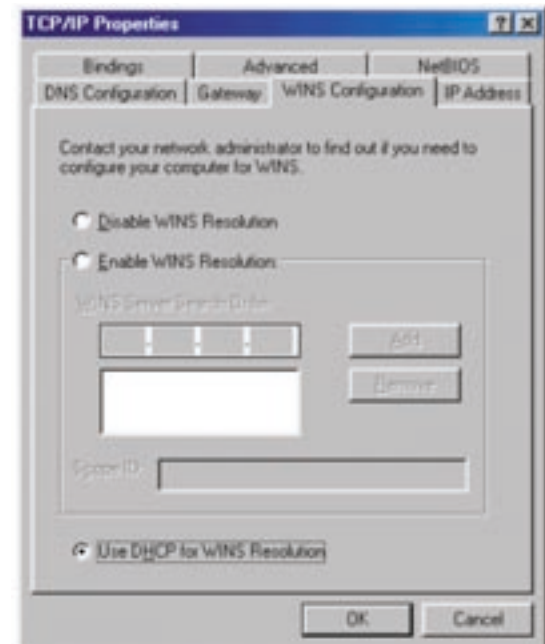 TCP/IP Properties
Bindings Advanced NetBIOS
DNS Configuration Gateway WINS Configuration IP Address
Contact your network administrator to find out if you need to
configure your computer for WINS.
Disable WINS Resolution
Enable WINS Resolution:
WINS Server Search Order:
Add
Remove
Scope ID:
Use DHCP for WINS Resolution
OK Cancel